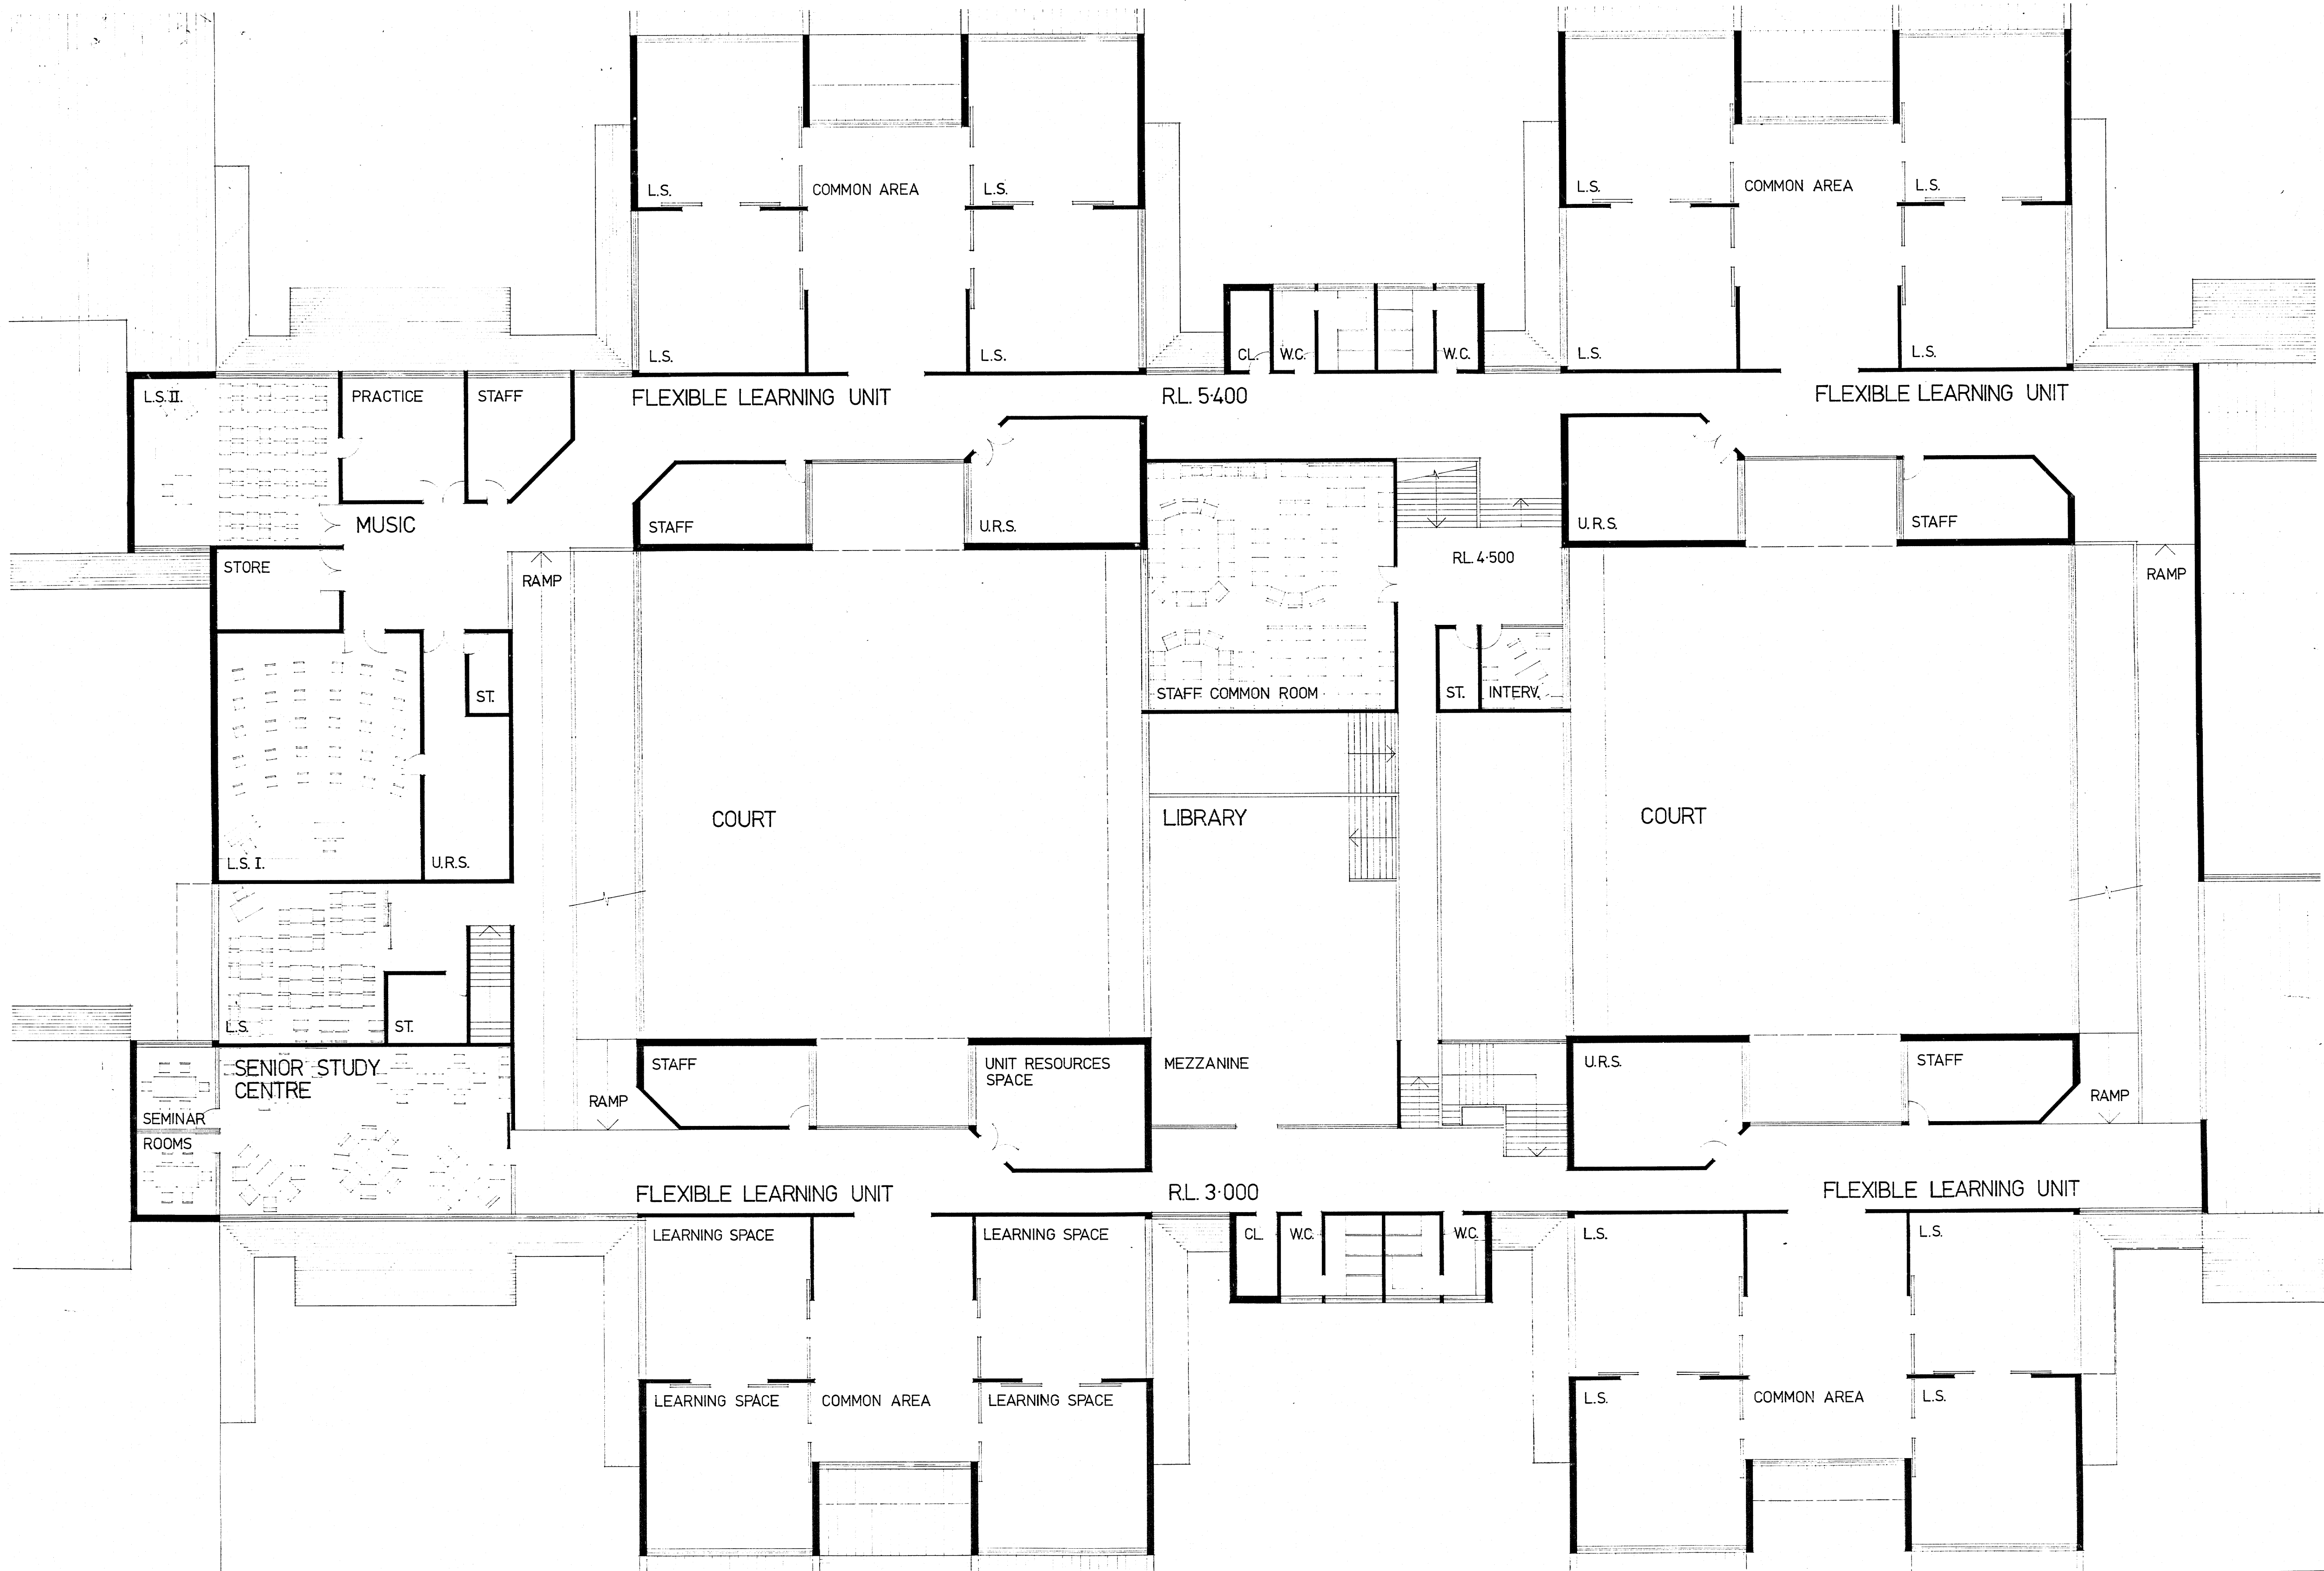 L.S.
COMMON AREA
L.S.
L.S.
COMMON AREA
L.S.
L.S.
L.S.
CL.
W.C.
W.C.
L.S.
L.S.
L.S.II.
PRACTICE
STAFF
FLEXIBLE LEARNING UNIT
R.L. 5·400
FLEXIBLE LEARNING UNIT
MUSIC
STAFF
U.R.S.
U.R.S.
STAFF
STORE
RAMP
R.L. 4·500
RAMP
ST.
STAFF COMMON ROOM
ST.
INTERV.
COURT
LIBRARY
COURT
L.S. I.
U.R.S.
L.S.
ST.
SENIOR STUDY
CENTRE
STAFF
UNIT RESOURCES
SPACE
MEZZANINE
U.R.S.
STAFF
SEMINAR
ROOMS
RAMP
RAMP
FLEXIBLE LEARNING UNIT
R.L. 3·000
FLEXIBLE LEARNING UNIT
LEARNING SPACE
LEARNING SPACE
CL.
W.C.
W.C.
L.S.
L.S.
LEARNING SPACE
COMMON AREA
LEARNING SPACE
L.S.
COMMON AREA
L.S.